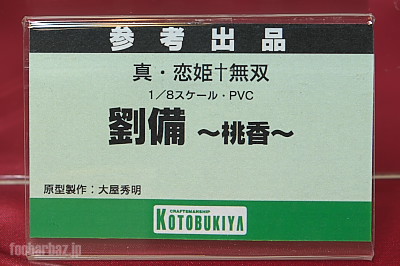 参考出品
真・恋姫†無双
1/8スケール・PVC
劉備 ～桃香～
原型製作：大屋秀明
CRAFTSMANSHIP
KOTOBUKIYA
foobarbaz.jp